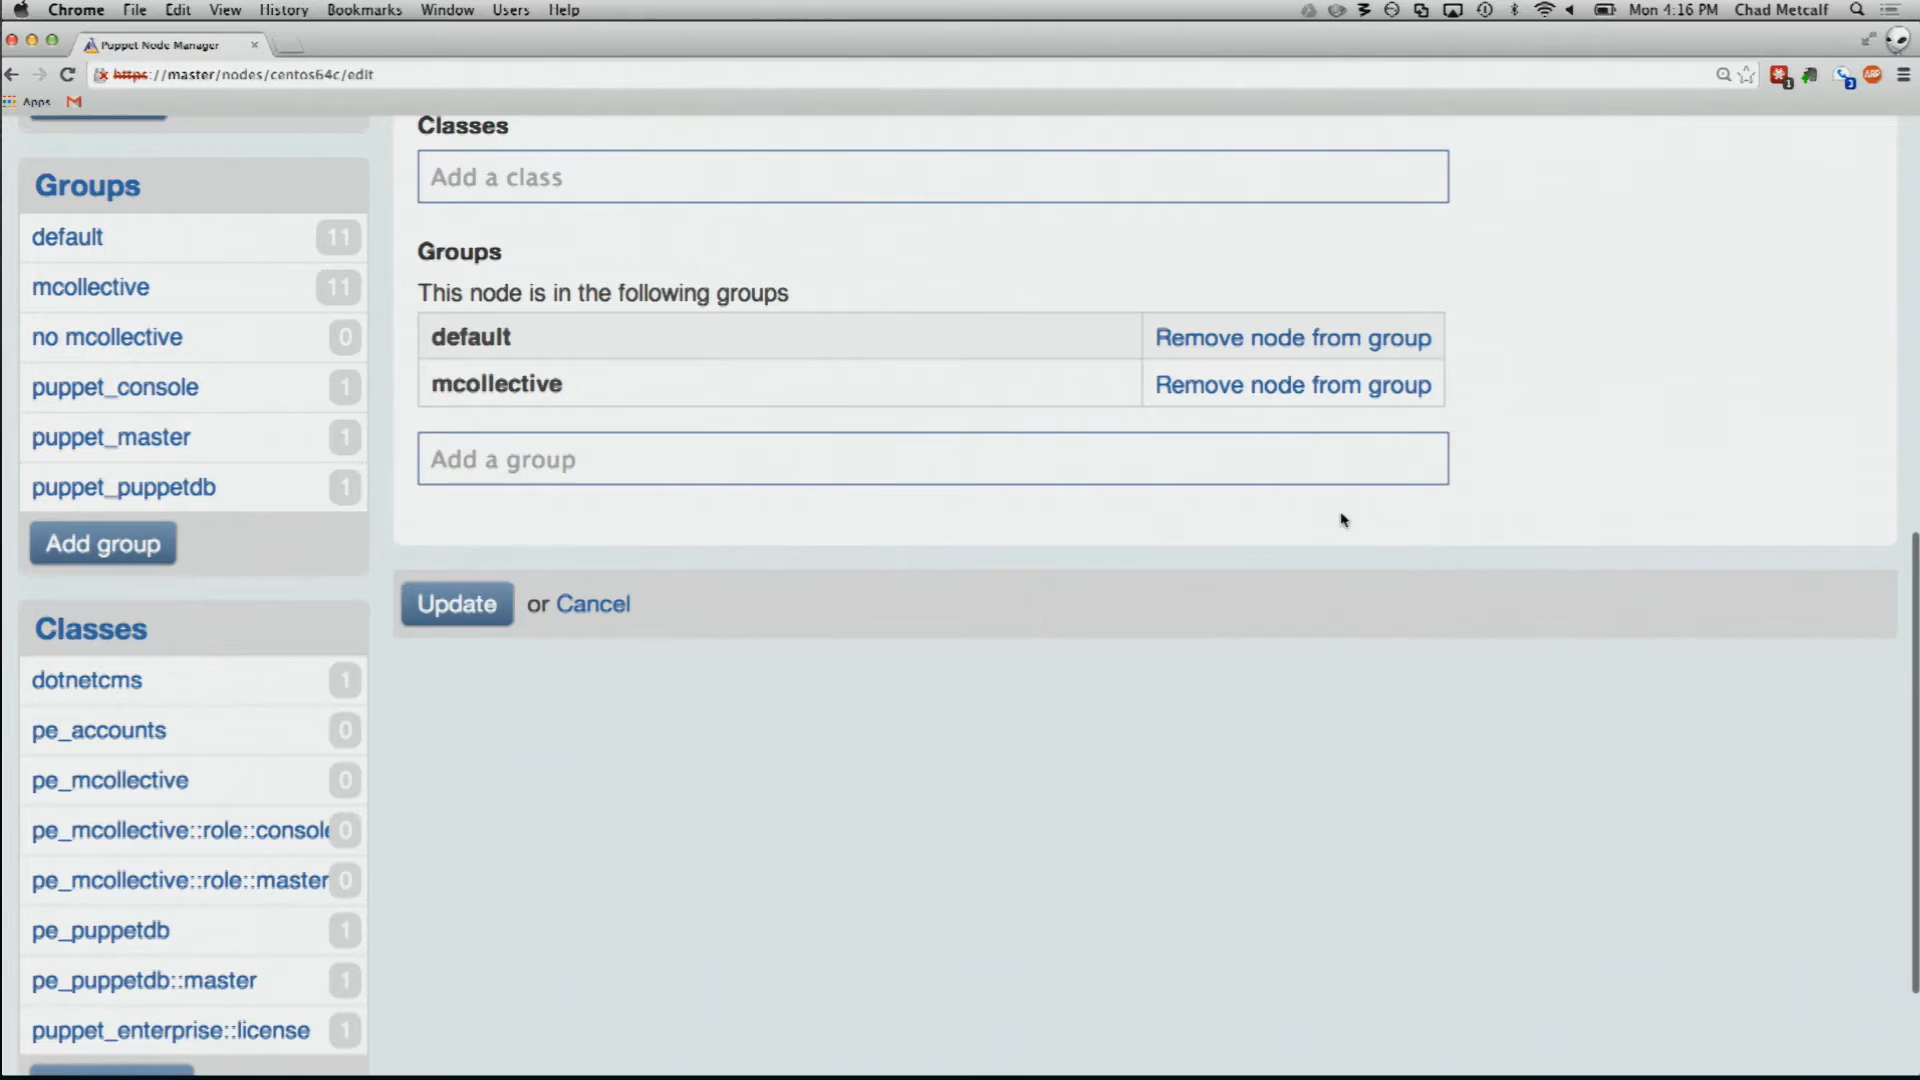 Chrome File Edit View History Bookmarks Window Users Help Mon 4:16 PM Chad Metcalf
Puppet Node Manager
https://master/nodes/centos64c/edit
Apps
Groups
default 11
mcollective 11
no mcollective 0
puppet_console 1
puppet_master 1
puppet_puppetdb 1
Add group
Classes
dotnetcms 1
pe_accounts 0
pe_mcollective 0
pe_mcollective::role::console 0
pe_mcollective::role::master 0
pe_puppetdb 1
pe_puppetdb::master 1
puppet_enterprise::license 1
Classes
Add a class
Groups
This node is in the following groups
default Remove node from group
mcollective Remove node from group
Add a group
Update or Cancel